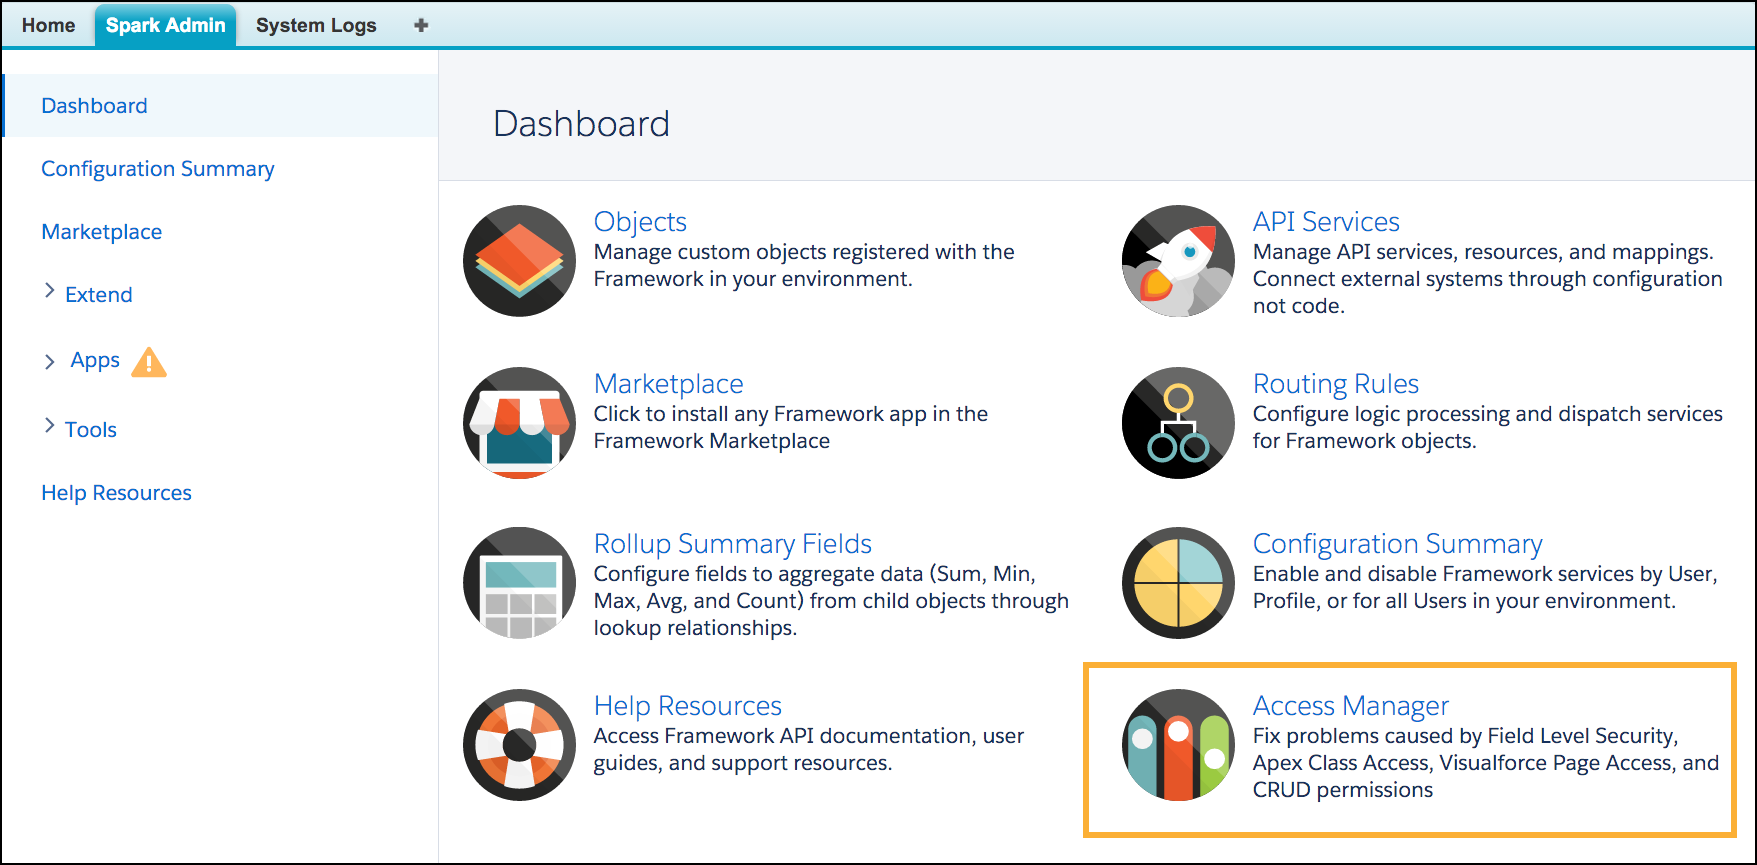 Home
Spark Admin
System Logs
Dashboard
Configuration Summary
Marketplace
Extend
Apps
Tools
Help Resources
Dashboard
Objects
Manage custom objects registered with the
Framework in your environment.
API Services
Manage API services, resources, and mappings.
Connect external systems through configuration
not code.
Marketplace
Click to install any Framework app in the
Framework Marketplace
Routing Rules
Configure logic processing and dispatch services
for Framework objects.
Rollup Summary Fields
Configure fields to aggregate data (Sum, Min,
Max, Avg, and Count) from child objects through
lookup relationships.
Configuration Summary
Enable and disable Framework services by User,
Profile, or for all Users in your environment.
Help Resources
Access Framework API documentation, user
guides, and support resources.
Access Manager
Fix problems caused by Field Level Security,
Apex Class Access, Visualforce Page Access, and
CRUD permissions